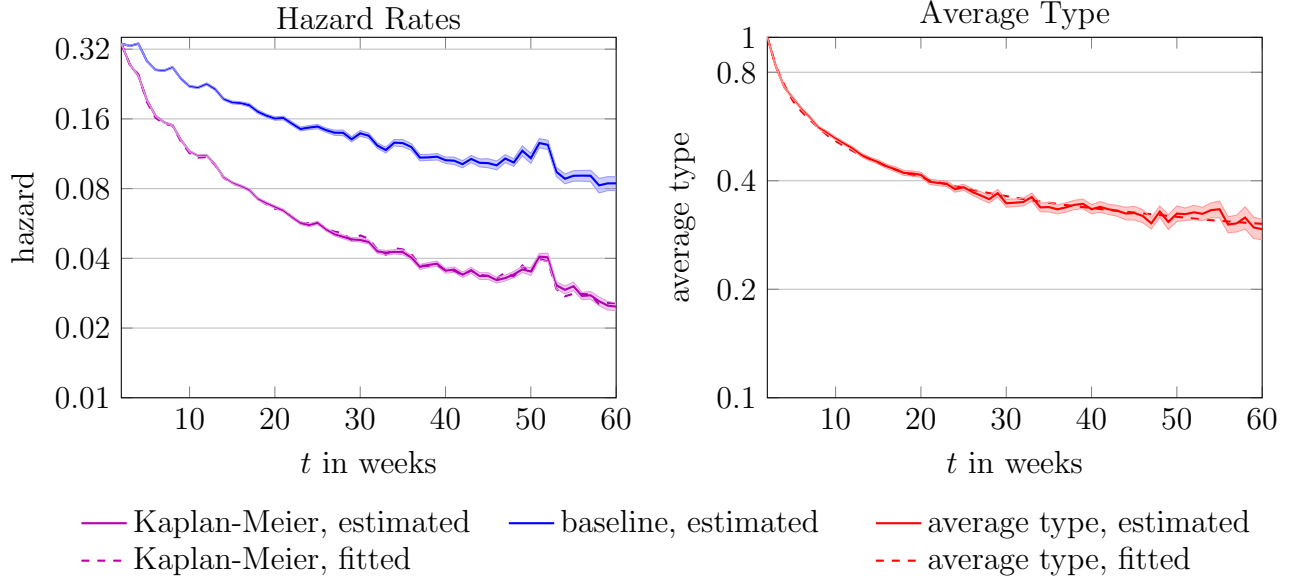 Hazard Rates
0.32
0.16
0.08
0.04
0.02
0.01
hazard
10 20 30 40 50 60
t in weeks
Average Type
1
0.8
0.4
0.2
0.1
average type
10 20 30 40 50 60
t in weeks
Kaplan-Meier, estimated
baseline, estimated
average type, estimated
Kaplan-Meier, fitted
average type, fitted